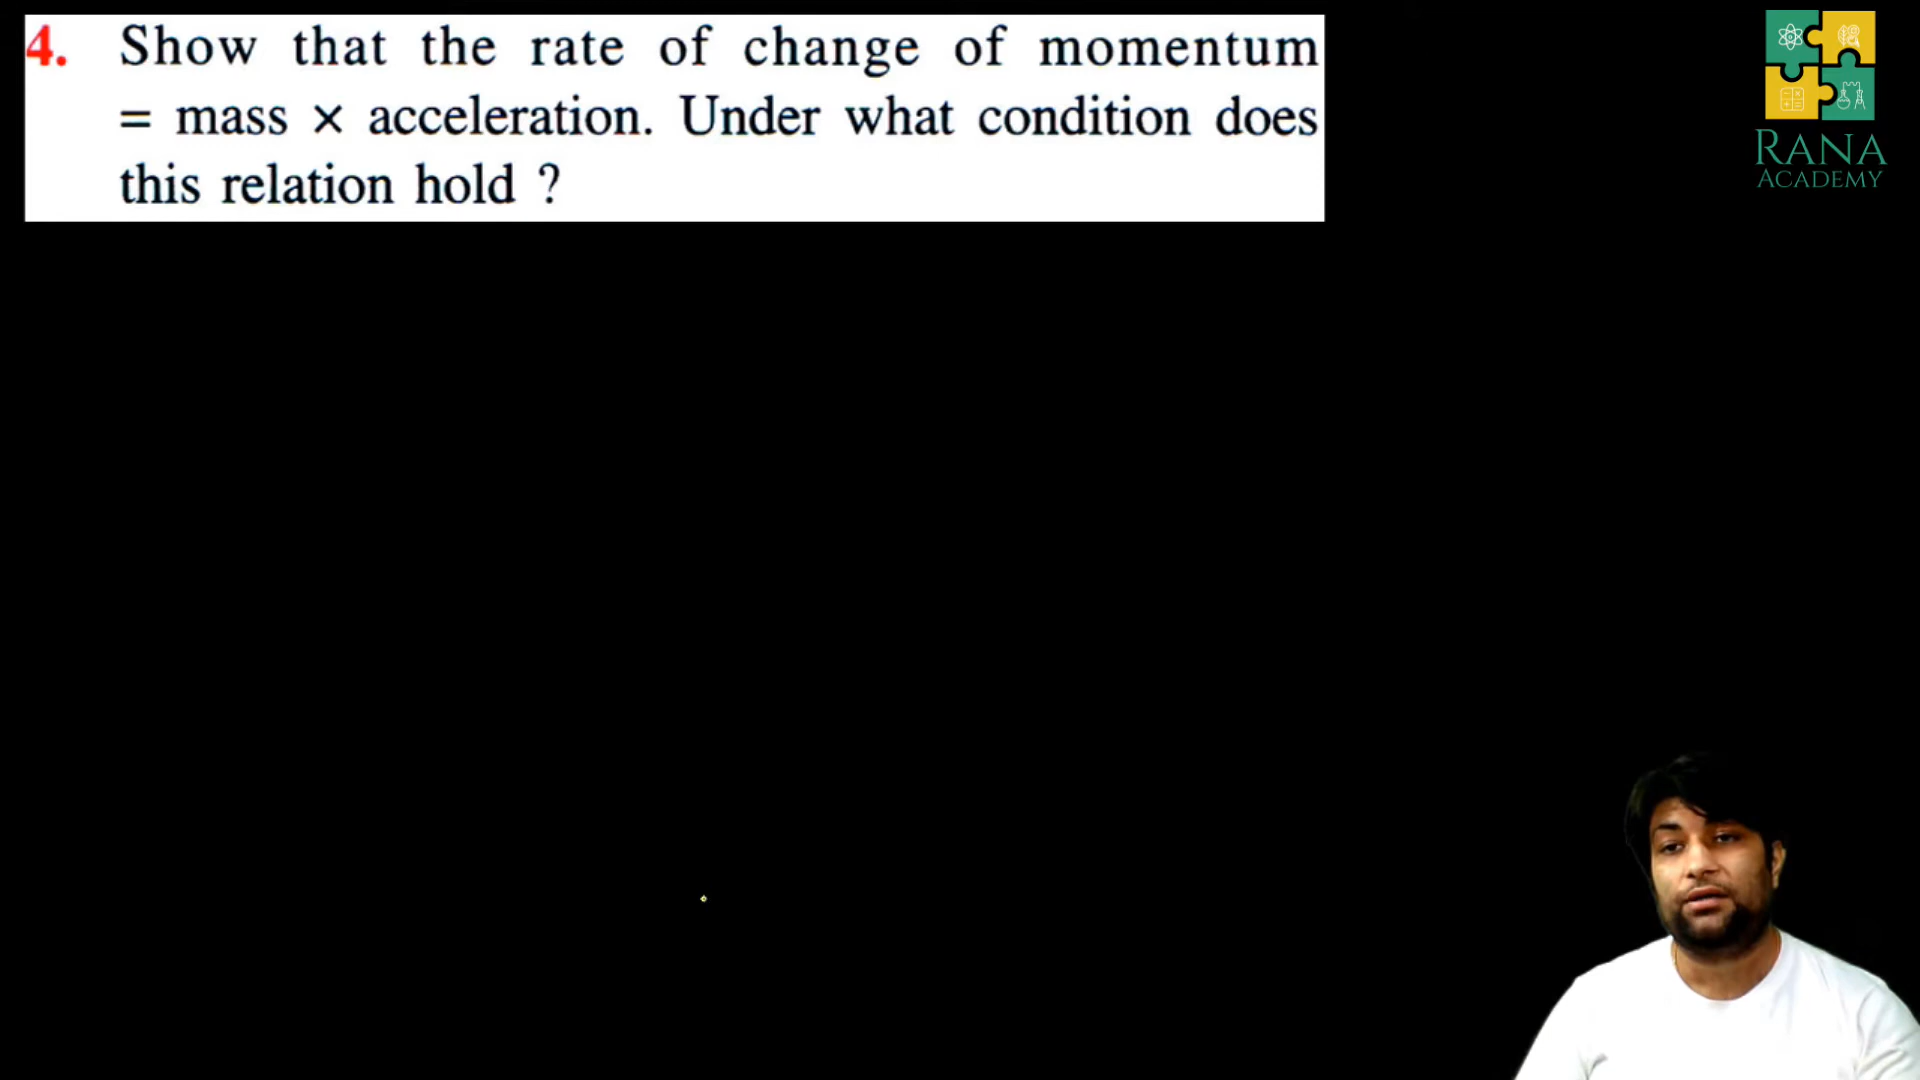 4. Show that the rate of change of momentum
= mass × acceleration. Under what condition does
this relation hold ?
RANA
ACADEMY